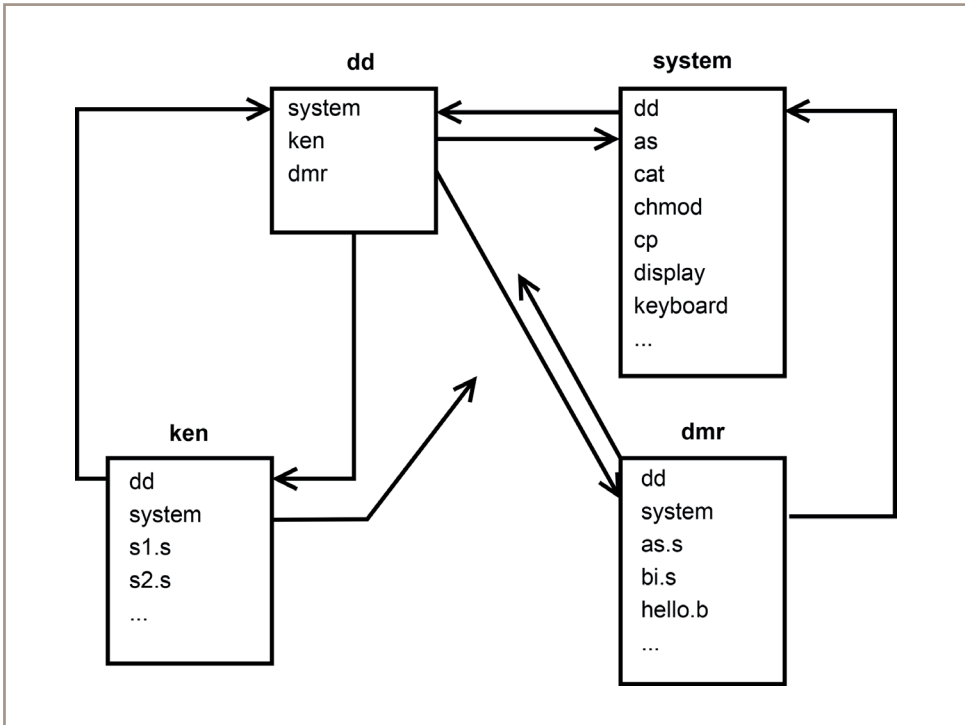 dd
system
ken
dmr
system
dd
as
cat
chmod
cp
display
keyboard
...
ken
dd
system
s1.s
s2.s
...
dmr
dd
system
as.s
bi.s
hello.b
...